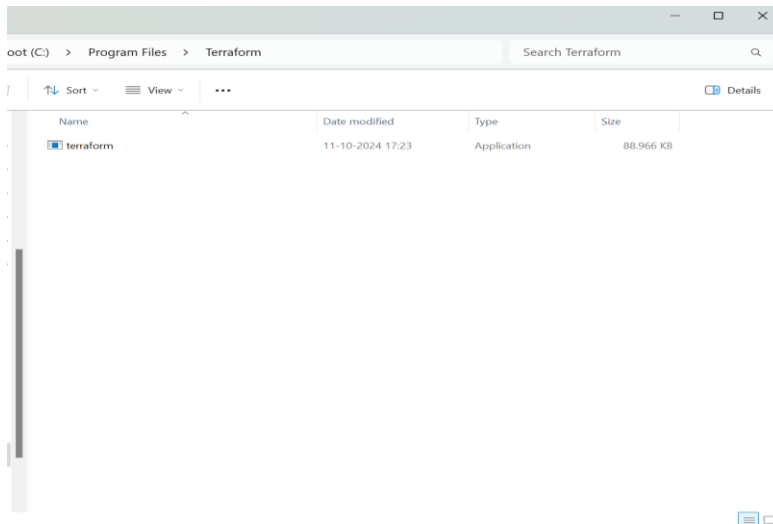 oot (C:) > Program Files > Terraform Search Terraform
Sort View ... Details
Name Date modified Type Size
terraform 11-10-2024 17:23 Application 88.966 KB